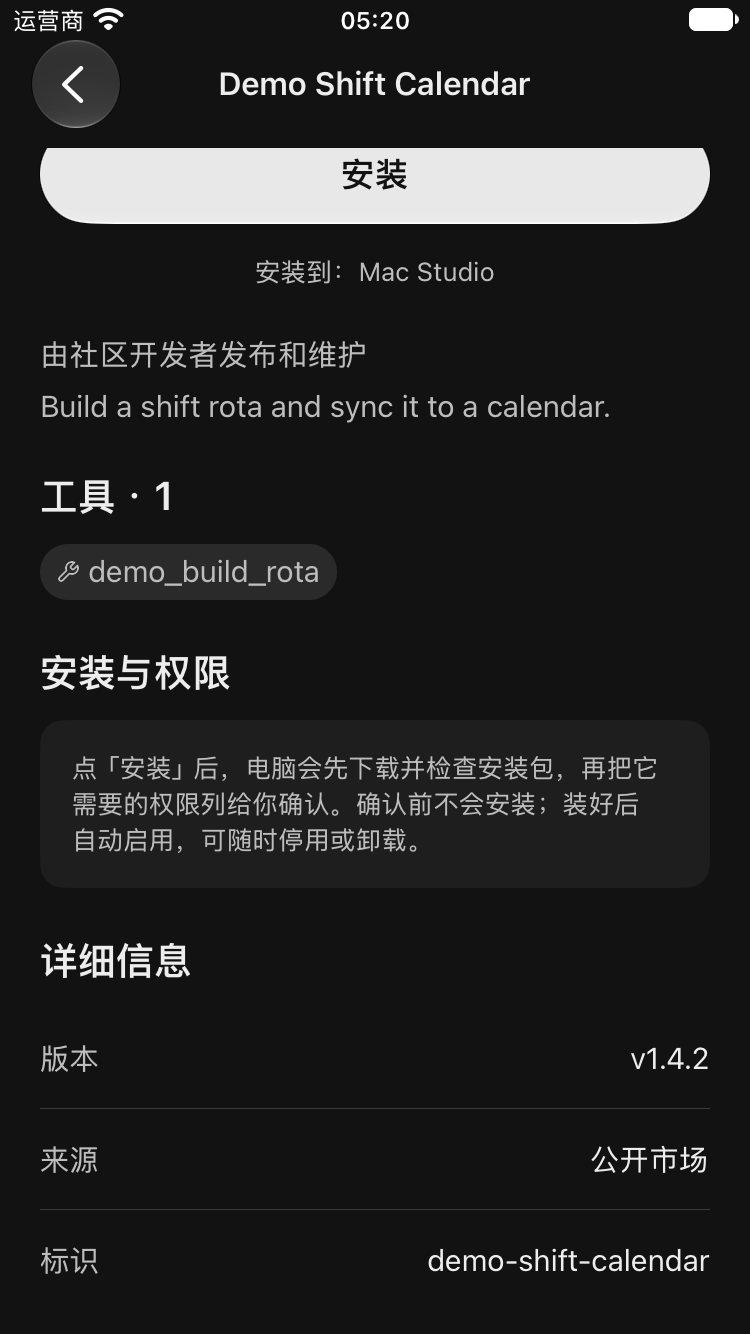 运营商
05:20
Demo Shift Calendar
安装
安装到：Mac Studio
由社区开发者发布和维护
Build a shift rota and sync it to a calendar.
工具 · 1
demo_build_rota
安装与权限
点「安装」后，电脑会先下载并检查安装包，再把它
需要的权限列给你确认。确认前不会安装；装好后
自动启用，可随时停用或卸载。
详细信息
版本
v1.4.2
来源
公开市场
标识
demo-shift-calendar